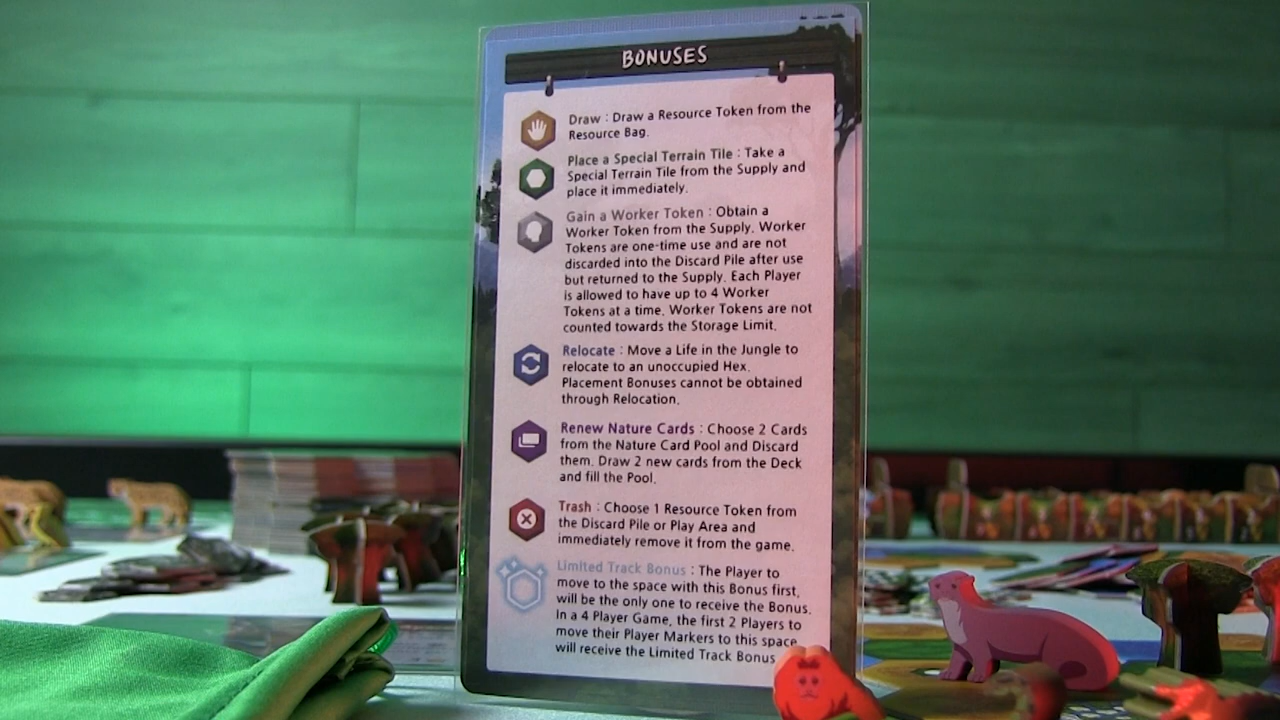 BONUSES
Draw : Draw a Resource Token from the
Resource Bag.
Place a Special Terrain Tile : Take a
Special Terrain Tile from the Supply and
place it immediately.
Gain a Worker Token : Obtain a
Worker Token from the Supply. Worker
Tokens are one-time use and are not
discarded into the Discard Pile after use
but returned to the Supply. Each Player
is allowed to have up to 4 Worker
Tokens at a time. Worker Tokens are not
counted towards the Storage Limit.
Relocate : Move a Life in the Jungle to
relocate to an unoccupied Hex.
Placement Bonuses cannot be obtained
through Relocation.
Renew Nature Cards : Choose 2 Cards
from the Nature Card Pool and Discard
them. Draw 2 new cards from the Deck
and fill the Pool.
Trash : Choose 1 Resource Token from
the Discard Pile or Play Area and
immediately remove it from the game.
Limited Track Bonus : The Player to
move to the space with this Bonus first,
will be the only one to receive the Bonus.
In a 4 Player Game, the first 2 Players to
move their Player Markers to this space
will receive the Limited Track Bonus